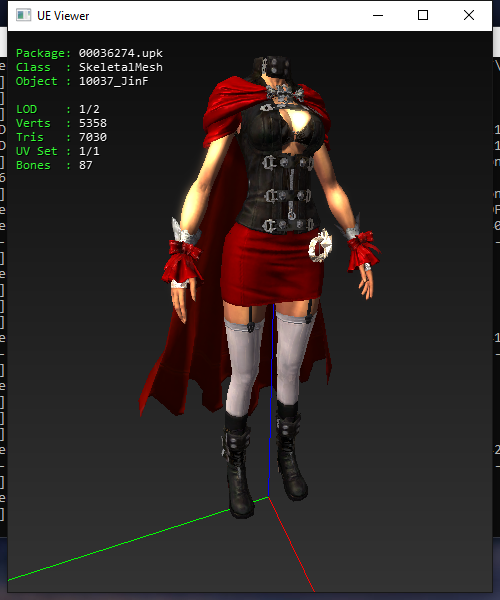 UE Viewer
Package: 00036274.upk
Class  : SkeletalMesh
Object : 10037_JinF
LOD    : 1/2
Verts  : 5358
Tris   : 7030
UV Set : 1/1
Bones  : 87